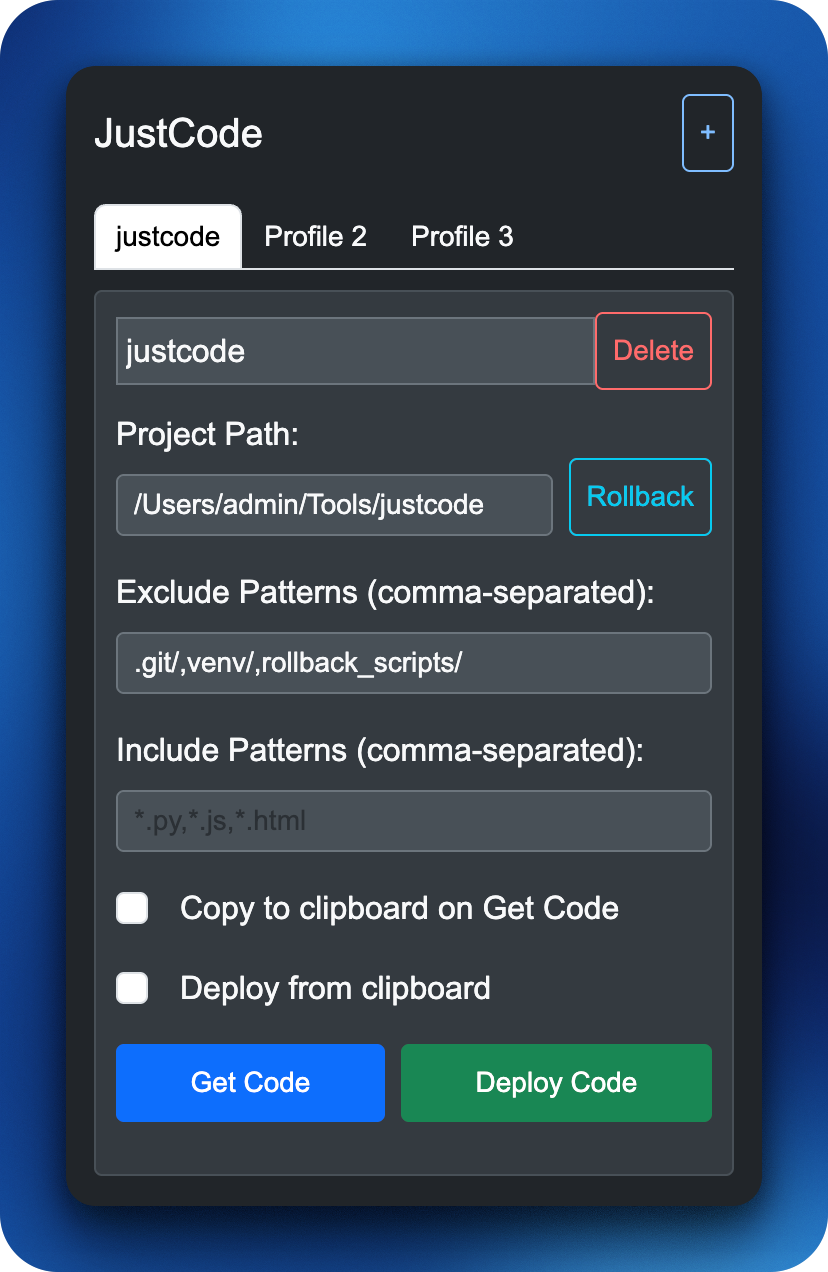 JustCode
+
justcode Profile 2 Profile 3
justcode Delete
Project Path:
/Users/admin/Tools/justcode Rollback
Exclude Patterns (comma-separated):
.git/,venv/,rollback_scripts/
Include Patterns (comma-separated):
*.py,*.js,*.html
Copy to clipboard on Get Code
Deploy from clipboard
Get Code Deploy Code